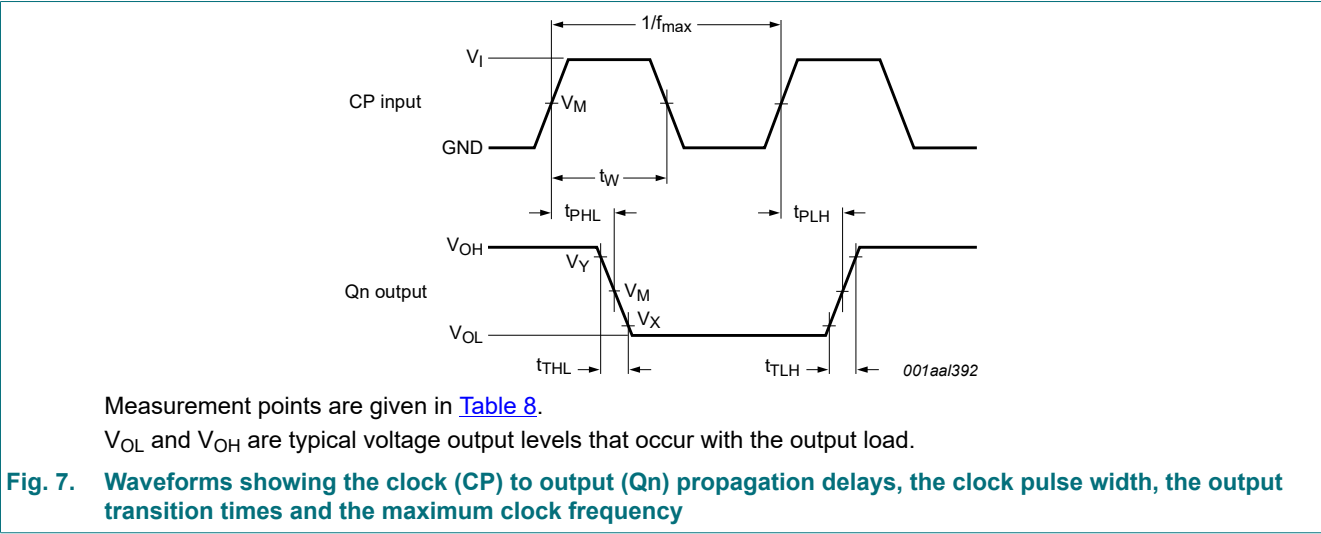 1/fmax
VI
CP input
VM
GND
tW
tPHL
tPLH
VOH
VY
Qn output
VM
VX
VOL
tTHL
tTLH
001aal392
Measurement points are given in Table 8.
VOL and VOH are typical voltage output levels that occur with the output load.
Fig. 7. Waveforms showing the clock (CP) to output (Qn) propagation delays, the clock pulse width, the output
transition times and the maximum clock frequency